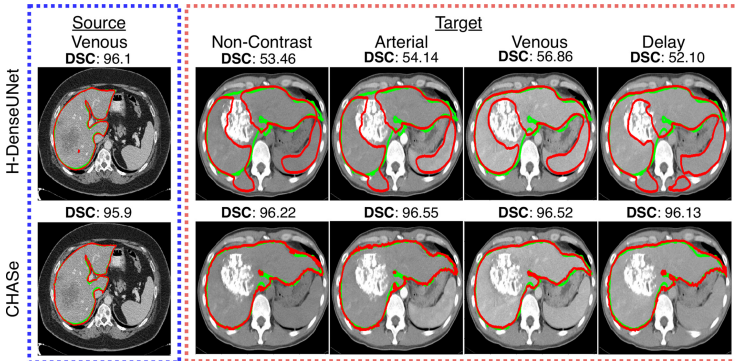 Source
Venous
DSC: 96.1
Target
Non-Contrast
Arterial
Venous
Delay
DSC: 53.46
DSC: 54.14
DSC: 56.86
DSC: 52.10
H-DenseUNet
DSC: 95.9
DSC: 96.22
DSC: 96.55
DSC: 96.52
DSC: 96.13
CHASe